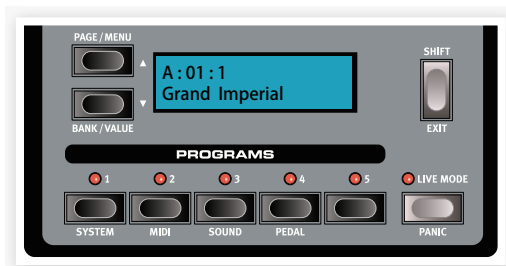 PAGE / MENU
SHIFT
A : 01 : 1
Grand Imperial
BANK / VALUE
EXIT
PROGRAMS
1 2 3 4 5 LIVE MODE
SYSTEM MIDI SOUND PEDAL PANIC